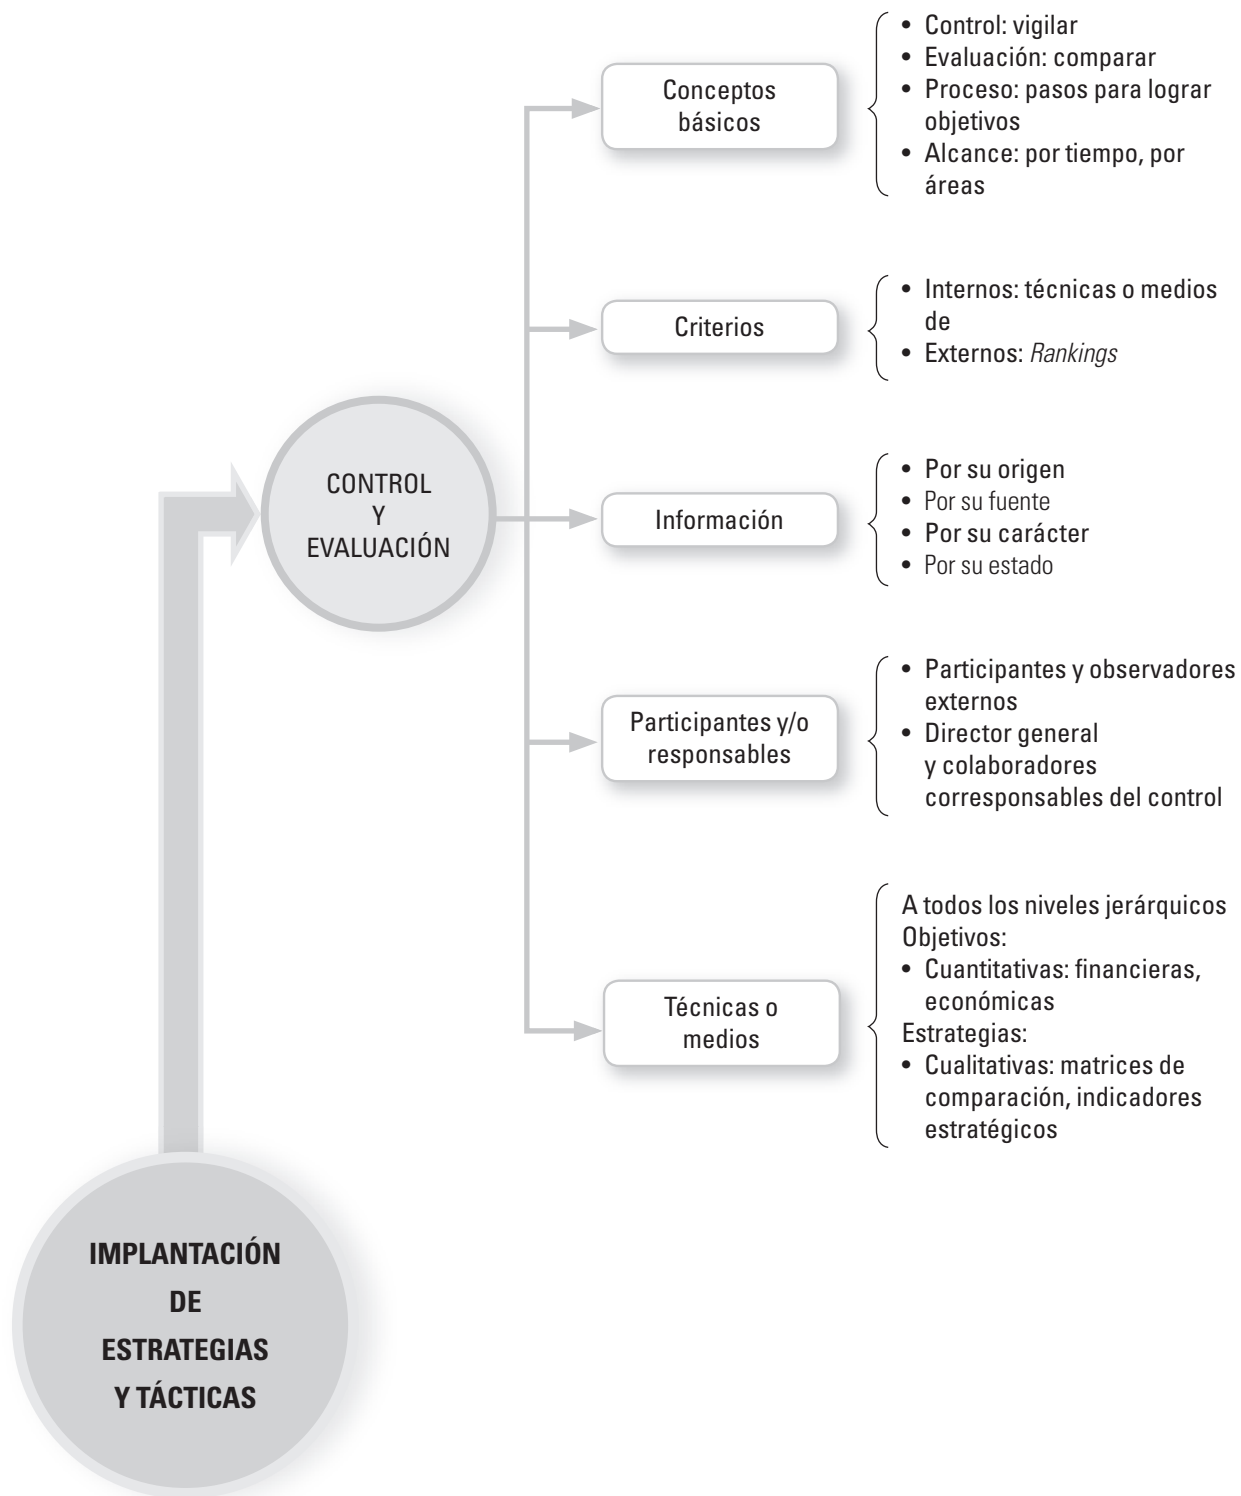 Conceptos
básicos
• Control: vigilar
• Evaluación: comparar
• Proceso: pasos para lograr
objetivos
• Alcance: por tiempo, por
áreas
Criterios
• Internos: técnicas o medios
de
• Externos: Rankings
CONTROL
Y
EVALUACIÓN
Información
• Por su origen
• Por su fuente
• Por su carácter
• Por su estado
Participantes y/o
responsables
• Participantes y observadores
externos
• Director general
y colaboradores
corresponsables del control
Técnicas o
medios
A todos los niveles jerárquicos
Objetivos:
• Cuantitativas: financieras,
económicas
Estrategias:
• Cualitativas: matrices de
comparación, indicadores
estratégicos
IMPLANTACIÓN
DE
ESTRATEGIAS
Y TÁCTICAS